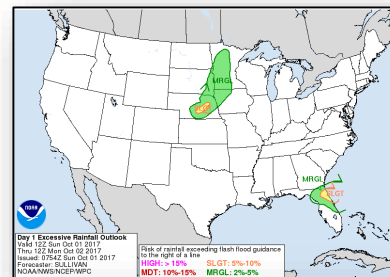 MRGL
SLGT
MRGL
SLGT
NOAA
Day 1 Excessive Rainfall Outlook
Valid 12Z Sun Oct 01 2017
Thru 12Z Mon Oct 02 2017
Issued: 0754Z Sun Oct 01 2017
Forecaster: SULLIVAN
NOAA/NWS/NCEP/WPC
Risk of rainfall exceeding flash flood guidance
to the right of a line
HIGH: > 15%
SLGT: 5%-10%
MDT: 10%-15%
MRGL: 2%-5%